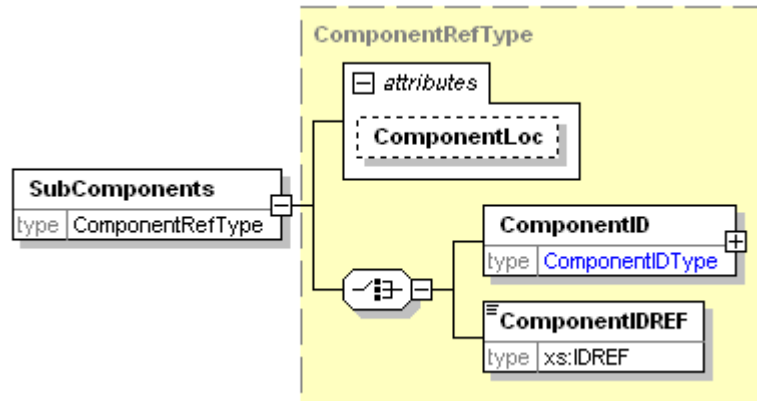 ComponentRefType
attributes
ComponentLoc
SubComponents
type ComponentRefType
ComponentID
type ComponentIDType
ComponentIDREF
type xs:IDREF